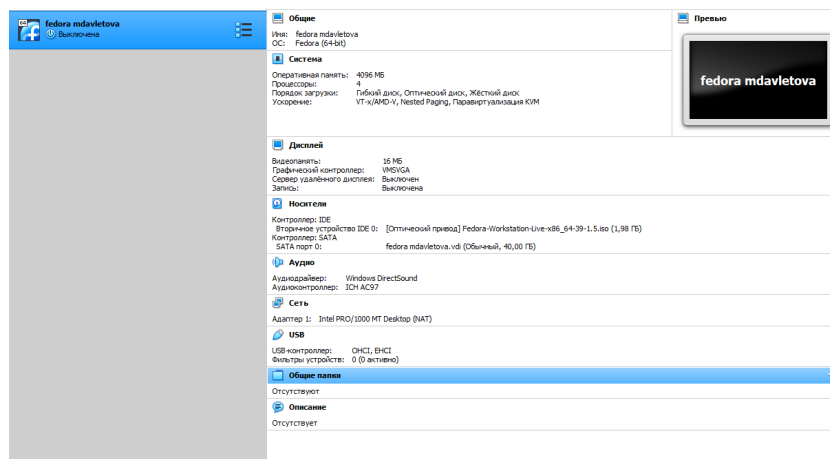 64
fedora mdavletova
Выключена
Общие
Имя: fedora mdavletova
ОС: Fedora (64-bit)
Система
Оперативная память: 4096 МБ
Процессоры: 4
Порядок загрузки: Гибкий диск, Оптический диск, Жёсткий диск
Ускорение: VT-x/AMD-V, Nested Paging, Паравиртуализация KVM
Превью
fedora mdavletova
Дисплей
Видеопамять: 16 МБ
Графический контроллер: VMSVGA
Сервер удалённого дисплея: Выключен
Запись: Выключена
Носители
Контроллер: IDE
Вторичное устройство IDE 0: [Оптический привод] Fedora-Workstation-Live-x86_64-39-1.5.iso (1,98 ГБ)
Контроллер: SATA
SATA порт 0: fedora mdavletova.vdi (Обычный, 40,00 ГБ)
Аудио
Аудиодрайвер: Windows DirectSound
Аудиоконтроллер: ICH AC97
Сеть
Адаптер 1: Intel PRO/1000 MT Desktop (NAT)
USB
USB-контроллер: OHCI, EHCI
Фильтры устройств: 0 (0 активно)
Общие папки
Отсутствуют
Описание
Отсутствует